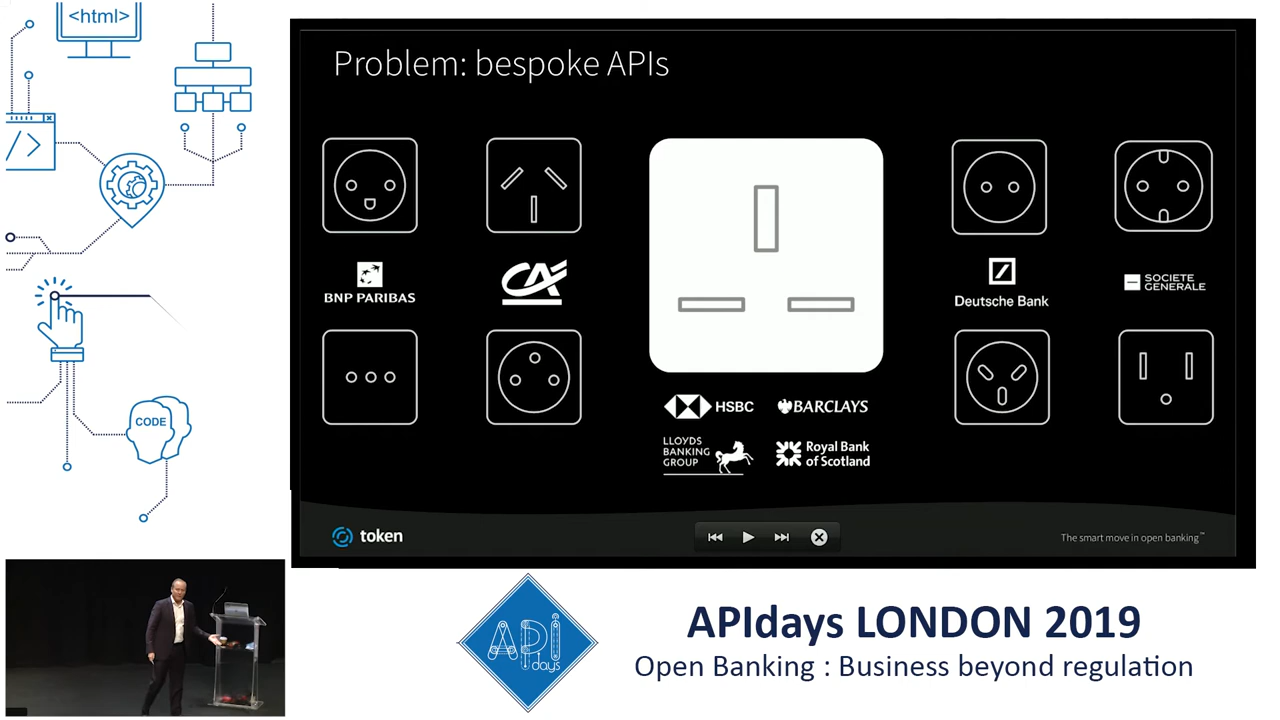 <html>
Problem: bespoke APIs
</>
BNP PARIBAS
CA
Deutsche Bank
SOCIETE
GENERALE
HSBC
BARCLAYS
LLOYDS
BANKING
GROUP
Royal Bank
of Scotland
CODE
token
The smart move in open banking™
API
days
APIdays LONDON 2019
Open Banking : Business beyond regulation